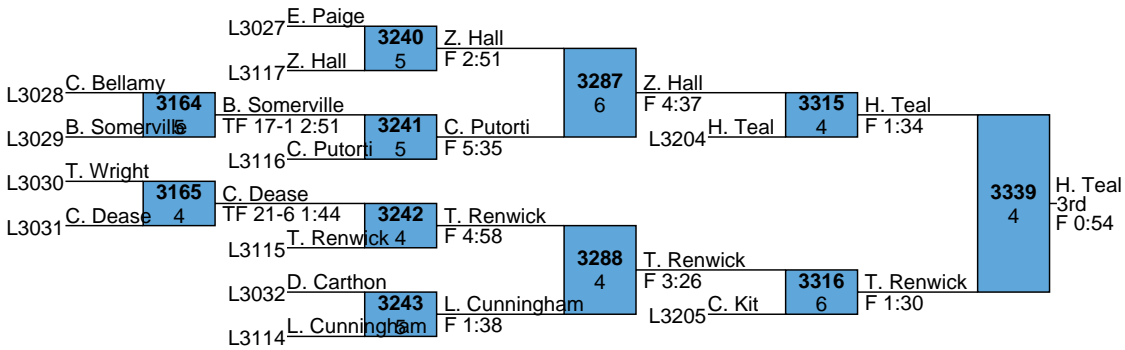 E. Paige
L3027
3240
5
Z. Hall
F 2:51
Z. Hall
L3117
C. Bellamy
L3028
3164
5
B. Somerville
TF 17-1 2:51
B. Somerville
L3029
3241
5
C. Putorti
F 5:35
C. Putorti
L3116
3287
6
Z. Hall
F 4:37
H. Teal
L3204
3315
4
H. Teal
F 1:34
T. Wright
L3030
3165
4
C. Dease
TF 21-6 1:44
C. Dease
L3031
3242
4
T. Renwick
F 4:58
T. Renwick
L3115
D. Carthon
L3032
3243
5
L. Cunningham
F 1:38
L. Cunningham
L3114
3288
4
T. Renwick
F 3:26
C. Kit
L3205
3316
6
T. Renwick
F 1:30
3339
4
H. Teal
3rd
F 0:54